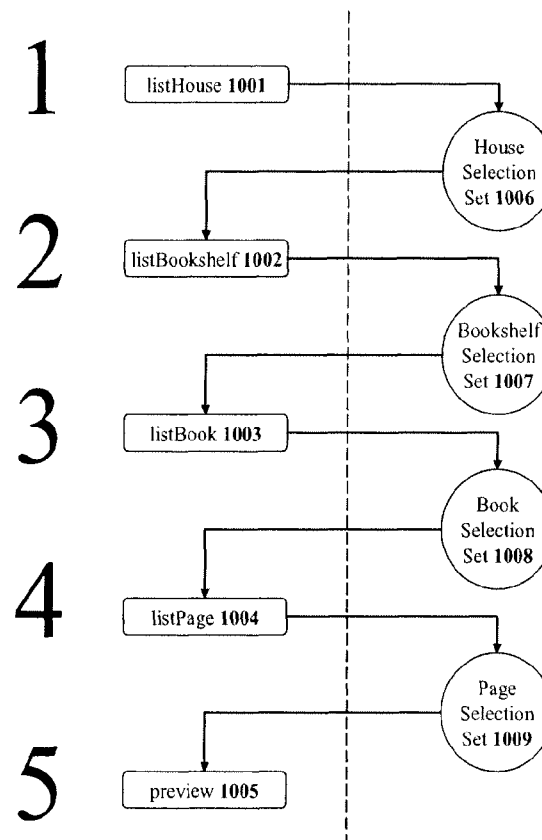 1
listHouse 1001
House
Selection
Set 1006
2
listBookshelf 1002
Bookshelf
Selection
Set 1007
3
listBook 1003
Book
Selection
Set 1008
4
listPage 1004
Page
Selection
Set 1009
5
preview 1005